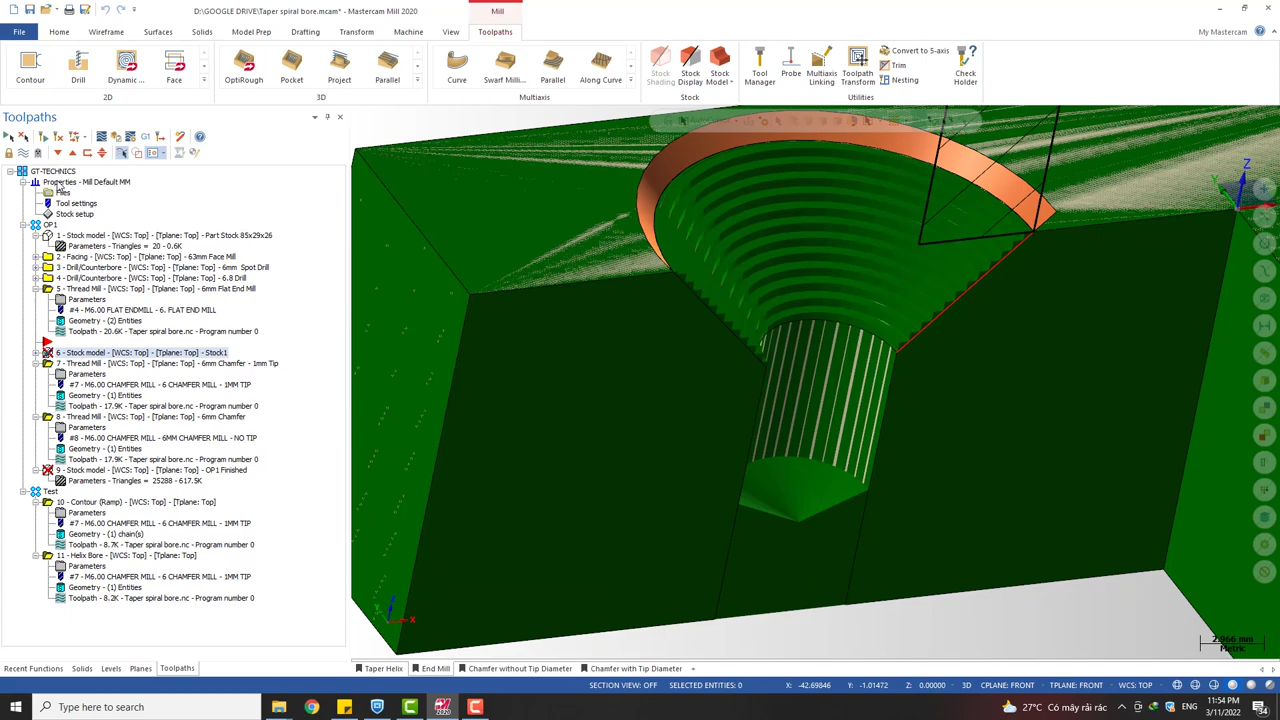 D:\GOOGLE DRIVE\Taper spiral bore.mcam* - Mastercam Mill 2020
Mill
File
Home
Wireframe
Surfaces
Solids
Model Prep
Drafting
Transform
Machine
View
Toolpaths
My Mastercam
Contour
Drill
Dynamic ...
Face
2D
OptiRough
Pocket
Project
Parallel
3D
Curve
Swarf Milli...
Parallel
Along Curve
Multiaxis
Stock Shading
Stock Display
Stock Model
Stock
Tool Manager
Probe
Multiaxis Linking
Toolpath Transform
Convert to 5-axis
Trim
Nesting
Check Holder
Utilities
Toolpaths
G1
GT-TECHNICS
Properties - Mill Default MM
Files
Tool settings
Stock setup
OP1
1 - Stock model - [WCS: Top] - [Tplane: Top] - Part Stock 85x29x26
Parameters - Triangles = 20 - 0.6K
2 - Facing - [WCS: Top] - [Tplane: Top] - 63mm Face Mill
3 - Drill/Counterbore - [WCS: Top] - [Tplane: Top] - 6mm Spot Drill
4 - Drill/Counterbore - [WCS: Top] - [Tplane: Top] - 6.8 Drill
5 - Thread Mill - [WCS: Top] - [Tplane: Top] - 6mm Flat End Mill
Parameters
#4 - M6.00 FLAT ENDMILL - 6. FLAT END MILL
Geometry - (2) Entities
Toolpath - 20.6K - Taper spiral bore.nc - Program number 0
6 - Stock model - [WCS: Top] - [Tplane: Top] - Stock1
7 - Thread Mill - [WCS: Top] - [Tplane: Top] - 6mm Chamfer - 1mm Tip
Parameters
#7 - M6.00 CHAMFER MILL - 6 CHAMFER MILL - 1MM TIP
Geometry - (1) Entities
Toolpath - 17.9K - Taper spiral bore.nc - Program number 0
8 - Thread Mill - [WCS: Top] - [Tplane: Top] - 6mm Chamfer
Parameters
#8 - M6.00 CHAMFER MILL - 6MM CHAMFER MILL - NO TIP
Geometry - (1) Entities
Toolpath - 17.9K - Taper spiral bore.nc - Program number 0
9 - Stock model - [WCS: Top] - [Tplane: Top] - OP1 Finished
Parameters - Triangles = 25288 - 617.5K
Test
10 - Contour (Ramp) - [WCS: Top] - [Tplane: Top]
Parameters
#7 - M6.00 CHAMFER MILL - 6 CHAMFER MILL - 1MM TIP
Geometry - (1) chain(s)
Toolpath - 8.7K - Taper spiral bore.nc - Program number 0
11 - Helix Bore - [WCS: Top] - [Tplane: Top]
Parameters
#7 - M6.00 CHAMFER MILL - 6 CHAMFER MILL - 1MM TIP
Geometry - (1) Entities
Toolpath - 8.2K - Taper spiral bore.nc - Program number 0
Z
Y
Z
Y
X
2.966 mm
Metric
Recent Functions
Solids
Levels
Planes
Toolpaths
Taper Helix
End Mill
Chamfer without Tip Diameter
Chamfer with Tip Diameter
+
SECTION VIEW: OFF
SELECTED ENTITIES: 0
X: -42.69846
Y: -1.01472
Z: 0.00000
3D
CPLANE: FRONT
TPLANE: FRONT
WCS: TOP
Type here to search
2020
27°C Có mây rải rác
ENG
11:54 PM
3/11/2022